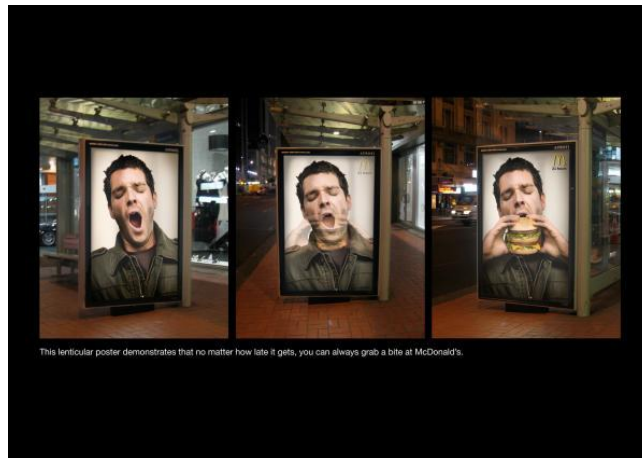 This lenticular poster demonstrates that no matter how late it gets, you can always grab a bite at McDonald's.